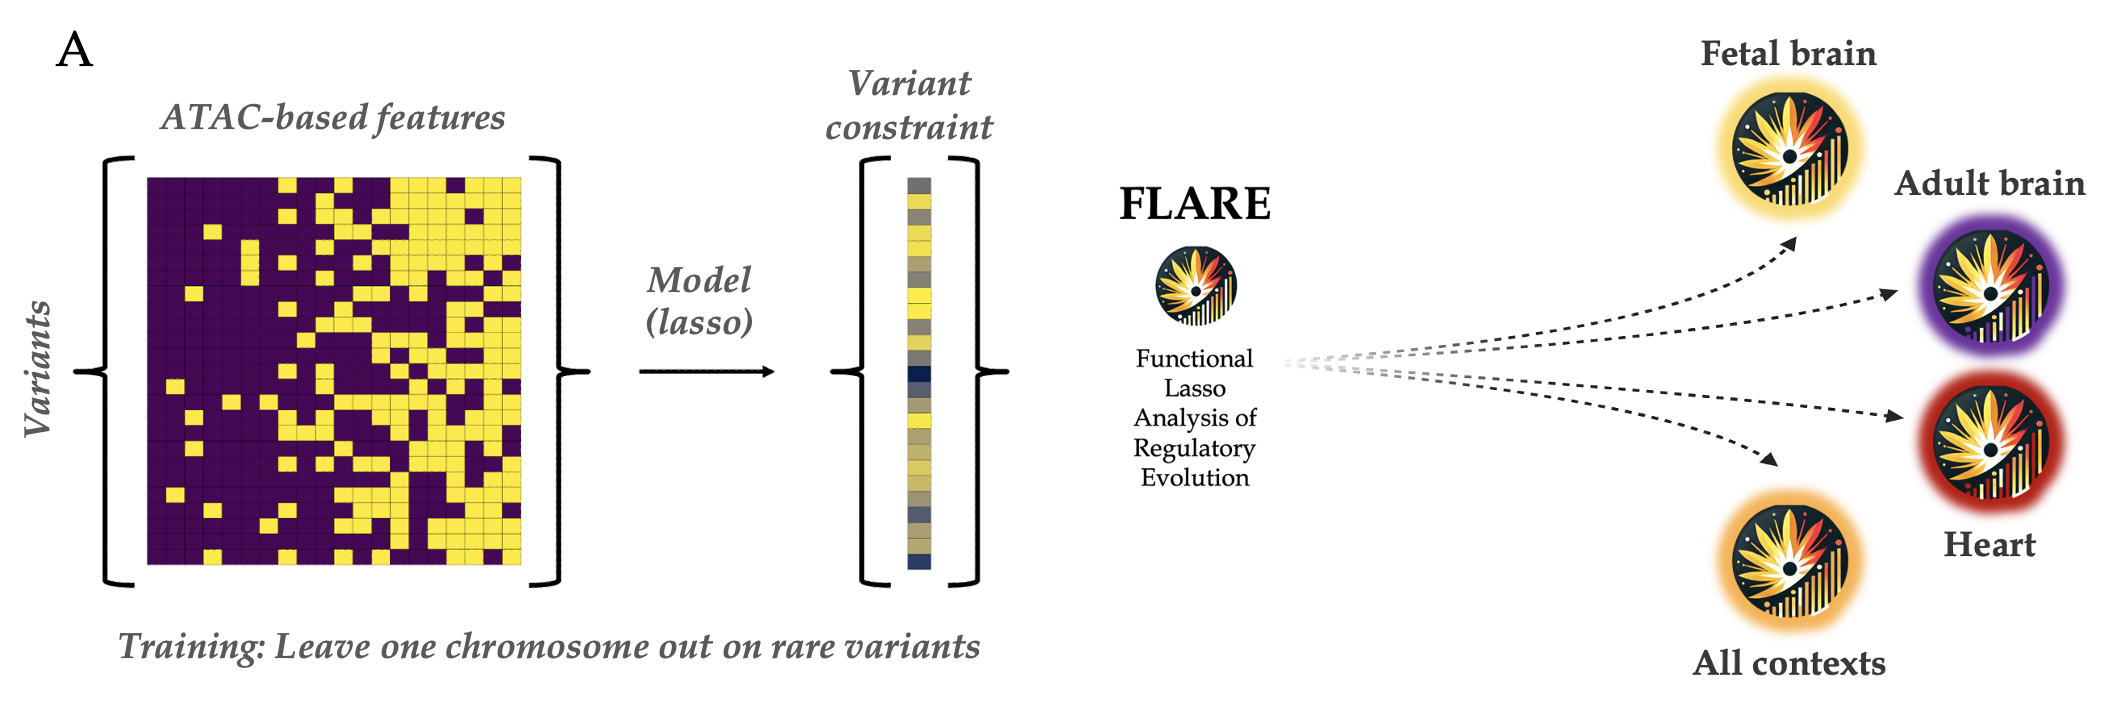 A
ATAC-based features
Variants
Model
(lasso)
Variant
constraint
Training: Leave one chromosome out on rare variants
FLARE
Functional
Lasso
Analysis of
Regulatory
Evolution
Fetal brain
Adult brain
Heart
All contexts